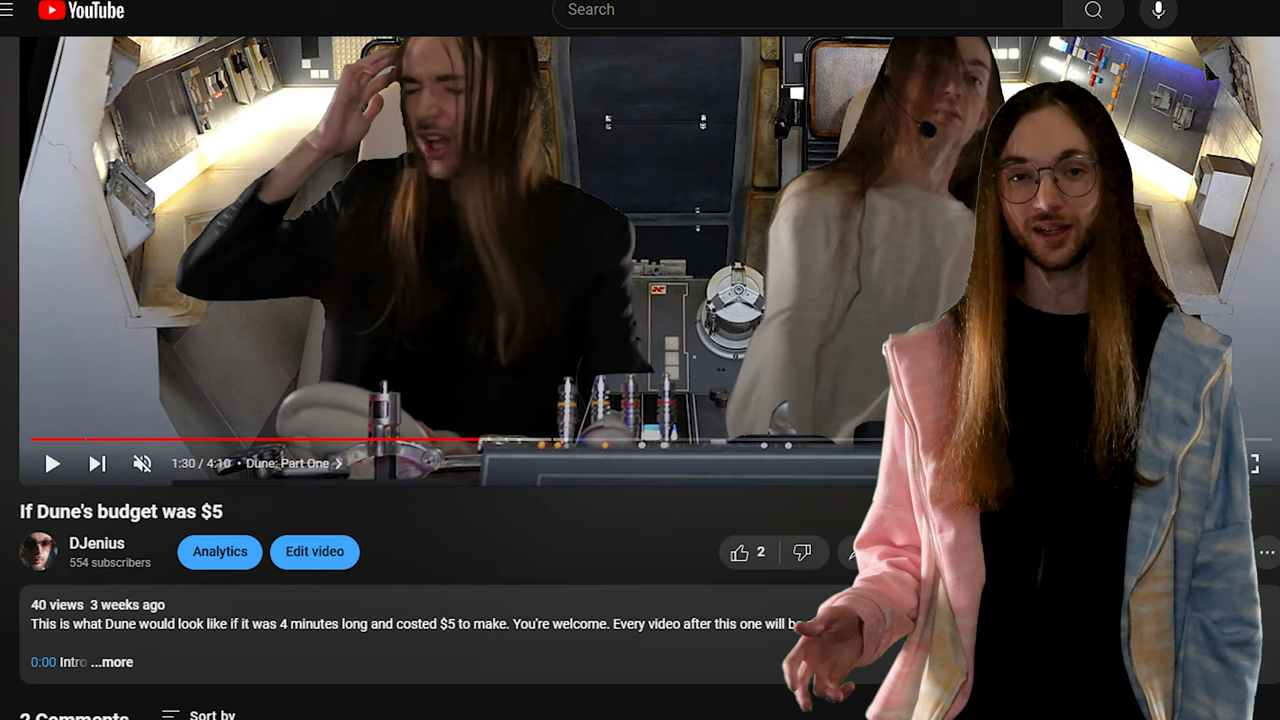 YouTube
Search
1:30 / 4:10 • Dune: Part One
If Dune's budget was $5
DJenius
554 subscribers
Analytics
Edit video
2
40 views 3 weeks ago
This is what Dune would look like if it was 4 minutes long and costed $5 to make. You're welcome. Every video after this one will
0:00 Intro ...more
2 Comments
Sort by